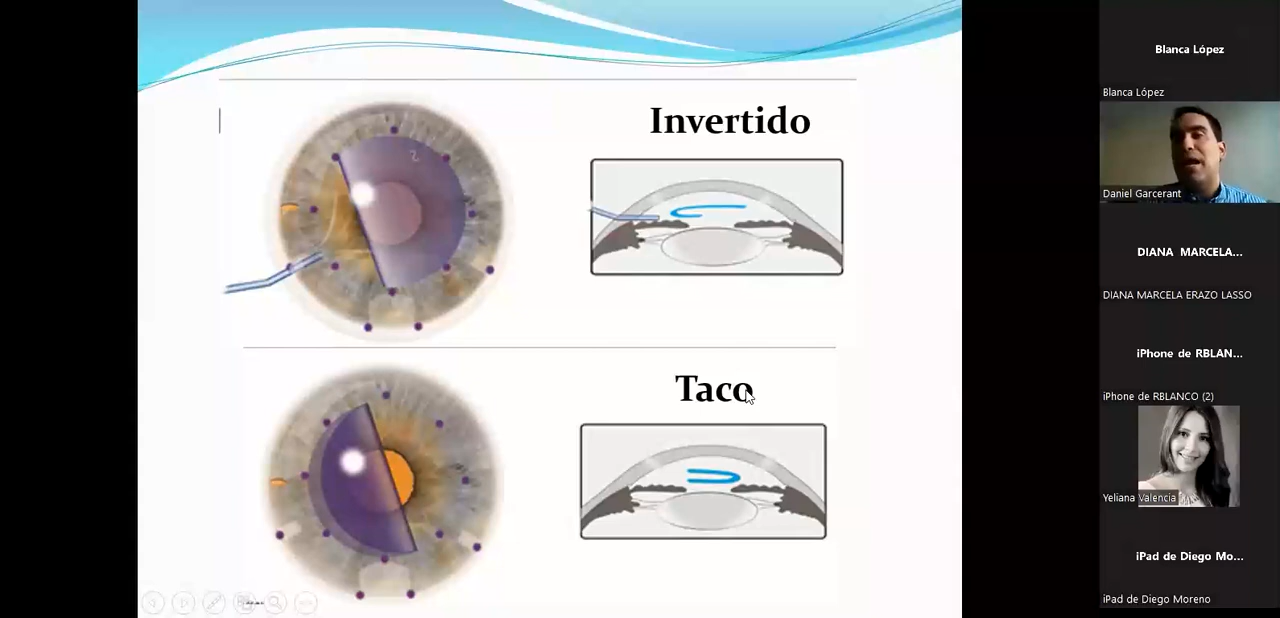 Invertido
Taco
Blanca López
Blanca López
Daniel Garcerant
DIANA MARCELA...
DIANA MARCELA ERAZO LASSO
iPhone de RBLAN...
iPhone de RBLANCO (2)
Yeliana Valencia
iPad de Diego Mo...
iPad de Diego Moreno